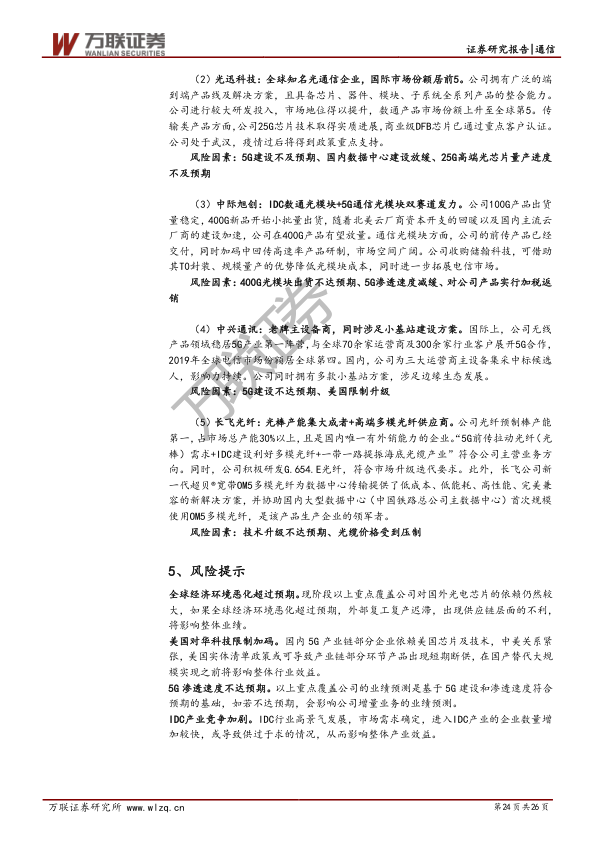 万联证券
WANLIAN SECURITIES
证券研究报告|通信
（2）光迅科技：全球知名光通信企业，国际市场份额居前5。公司拥有广泛的端
到端产品线及解决方案，且具备芯片、器件、模块、子系统全系列产品的整合能力。
公司进行较大研发投入，市场地位得以提升，数通产品市场份额上升至全球第5。传
输类产品方面，公司25G芯片技术取得实质进展，商业级DFB芯片已通过重点客户认证。
公司处于武汉，疫情过后将得到政策重点支持。
风险因素：5G建设不及预期、国内数据中心建设放缓、25G高端光芯片量产进度
不及预期
（3）中际旭创：IDC数通光模块+5G通信光模块双赛道发力。公司100G产品出货
量稳定，400G新品开始小批量出货，随着北美云厂商资本开支的回暖以及国内主流云
厂商的建设加速，公司在400G产品有望放量。通信光模块方面，公司的前传产品已经
交付，同时加码中回传高速率产品研制，市场空间广阔。公司收购储翰科技，可借助
其TO封装、规模量产的优势降低光模块成本，同时进一步拓展电信市场。
风险因素：400G光模块出货不达预期、5G渗透速度减缓、对公司产品实行加税返
销
（4）中兴通讯：老牌主设备商，同时涉足小基站建设方案。国际上，公司无线
产品领域稳居5G产业第一阵营，与全球70余家运营商及300余家行业客户展开5G合作，
2019年全球电信市场份额居全球第四。国内，公司为三大运营商主设备集采中标候选
人，影响力持续。公司同时拥有多款小基站方案，涉足边缘生态发展。
风险因素：5G建设不达预期、美国限制升级
（5）长飞光纤：光棒产能集大成者+高端多模光纤供应商。公司光纤预制棒产能
第一，占市场总产能30%以上，且是国内唯一有外销能力的企业。“5G前传拉动光纤（光
棒）需求+IDC建设利好多模光纤+一带一路提振海底光缆产业”符合公司主营业务方
向。同时，公司积极研发G.654.E光纤，符合市场升级迭代要求。此外，长飞公司新
一代超贝®宽带OM5多模光纤为数据中心传输提供了低成本、低能耗、高性能、完美兼
容的新解决方案，并协助国内大型数据中心（中国铁路总公司主数据中心）首次规模
使用OM5多模光纤，是该产品生产企业的领军者。
风险因素：技术升级不达预期、光缆价格受到压制
5、风险提示
全球经济环境恶化超过预期。现阶段以上重点覆盖公司对国外光电芯片的依赖仍然较
大，如果全球经济环境恶化超过预期，外部复工复产迟滞，出现供应链层面的不利，
将影响整体业绩。
美国对华科技限制加码。国内 5G 产业链部分企业依赖美国芯片及技术，中美关系紧
张，美国实体清单政策或可导致产业链部分环节产品出现短期断供，在国产替代大规
模实现之前将影响整体行业效益。
5G 渗透速度不达预期。以上重点覆盖公司的业绩预测是基于 5G 建设和渗透速度符合
预期的基础，如若不达预期，会影响公司增量业务的业绩预测。
IDC产业竞争加剧。IDC行业高景气发展，市场需求确定，进入IDC产业的企业数量增
加较快，或导致供过于求的情况，从而影响整体产业效益。
万联证券
万联证券研究所 www.wlzq.cn
第24页共26页